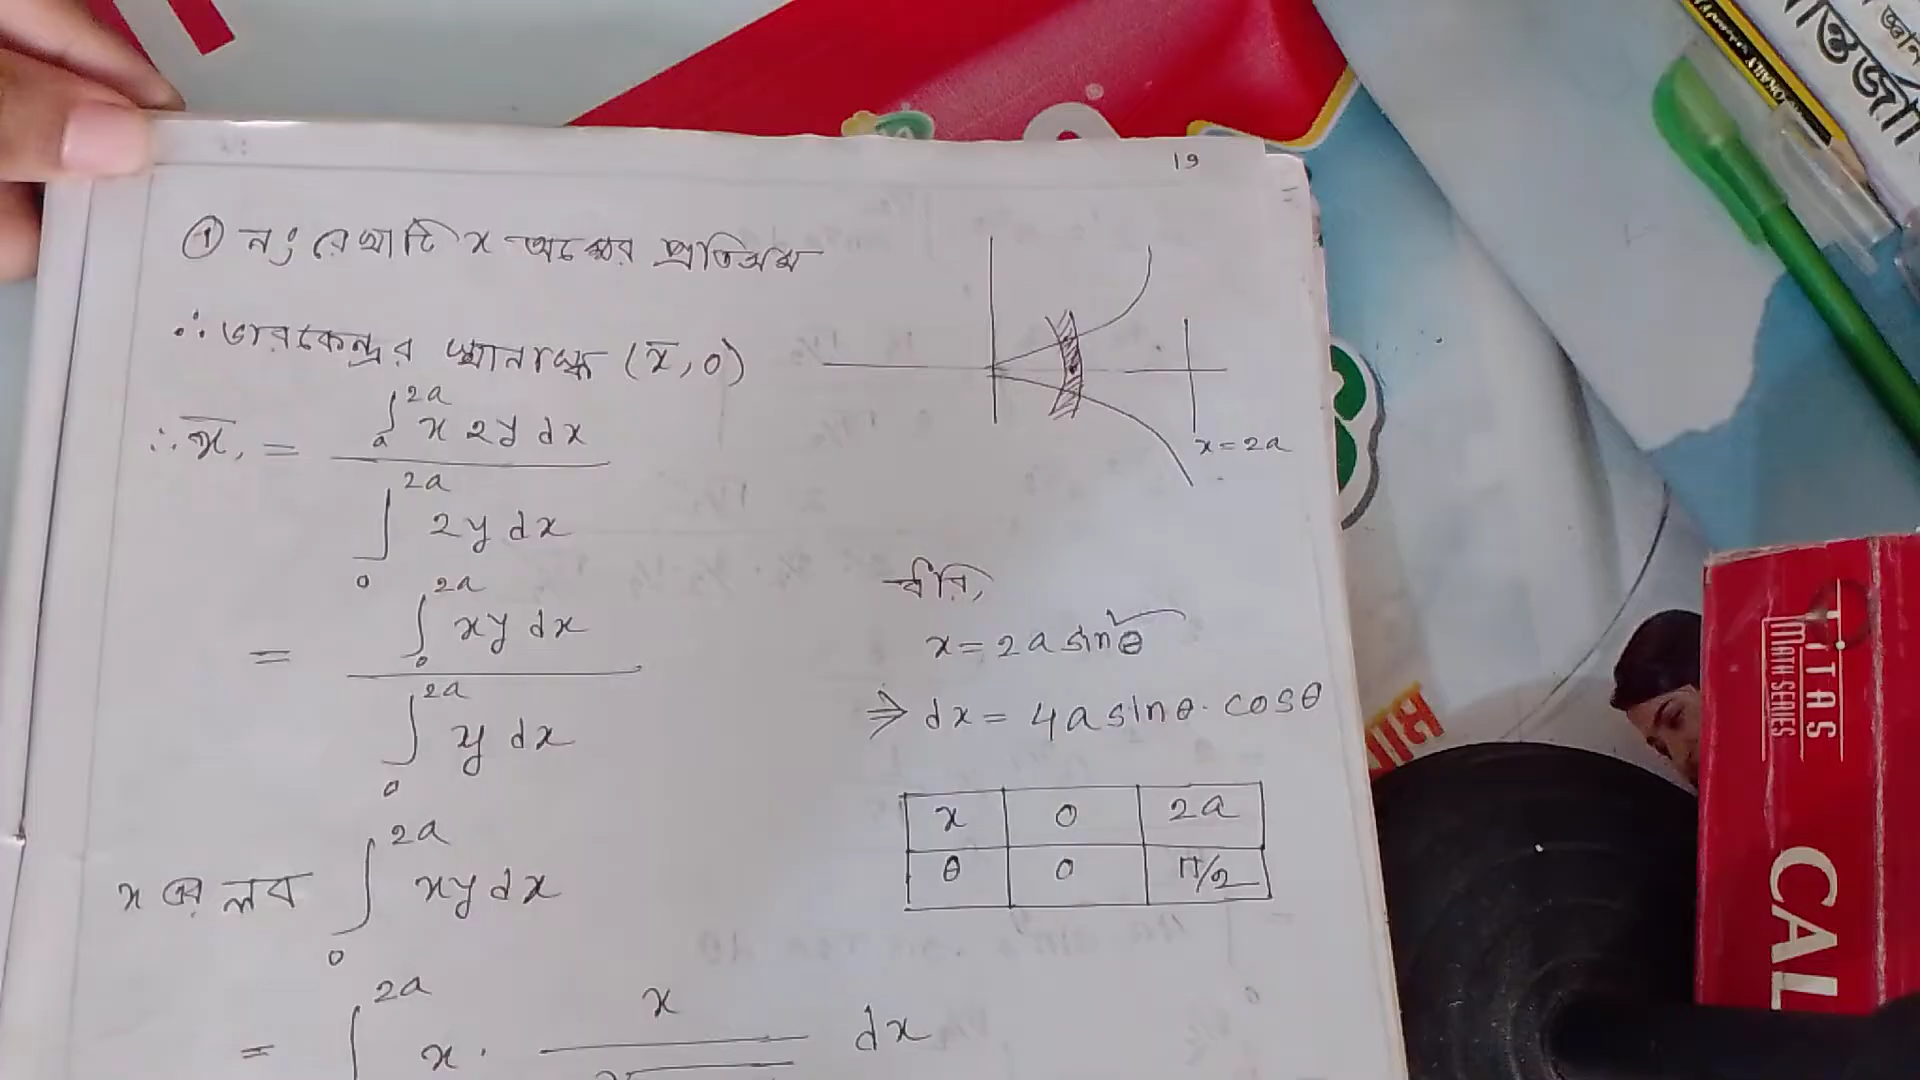 19
① নং রেখাটি x অক্ষের প্রতিসম
∴ ভারকেন্দ্রর স্থানাঙ্ক (x̄, 0)
x = 2a
∴ x̄, = ∫₀^{2a} x 2y dx / ∫₀^{2a} 2y dx
= ∫₀^{2a} xy dx / ∫₀^{2a} y dx
ধরি,
x = 2a sin²θ
⇒ dx = 4a sinθ. cosθ
x 0 2a
θ 0 π/2
x এর লব ∫₀^{2a} xy dx
= ∫^{2a} x. x/√ dx
TITAS
MATH SERIES
CAL